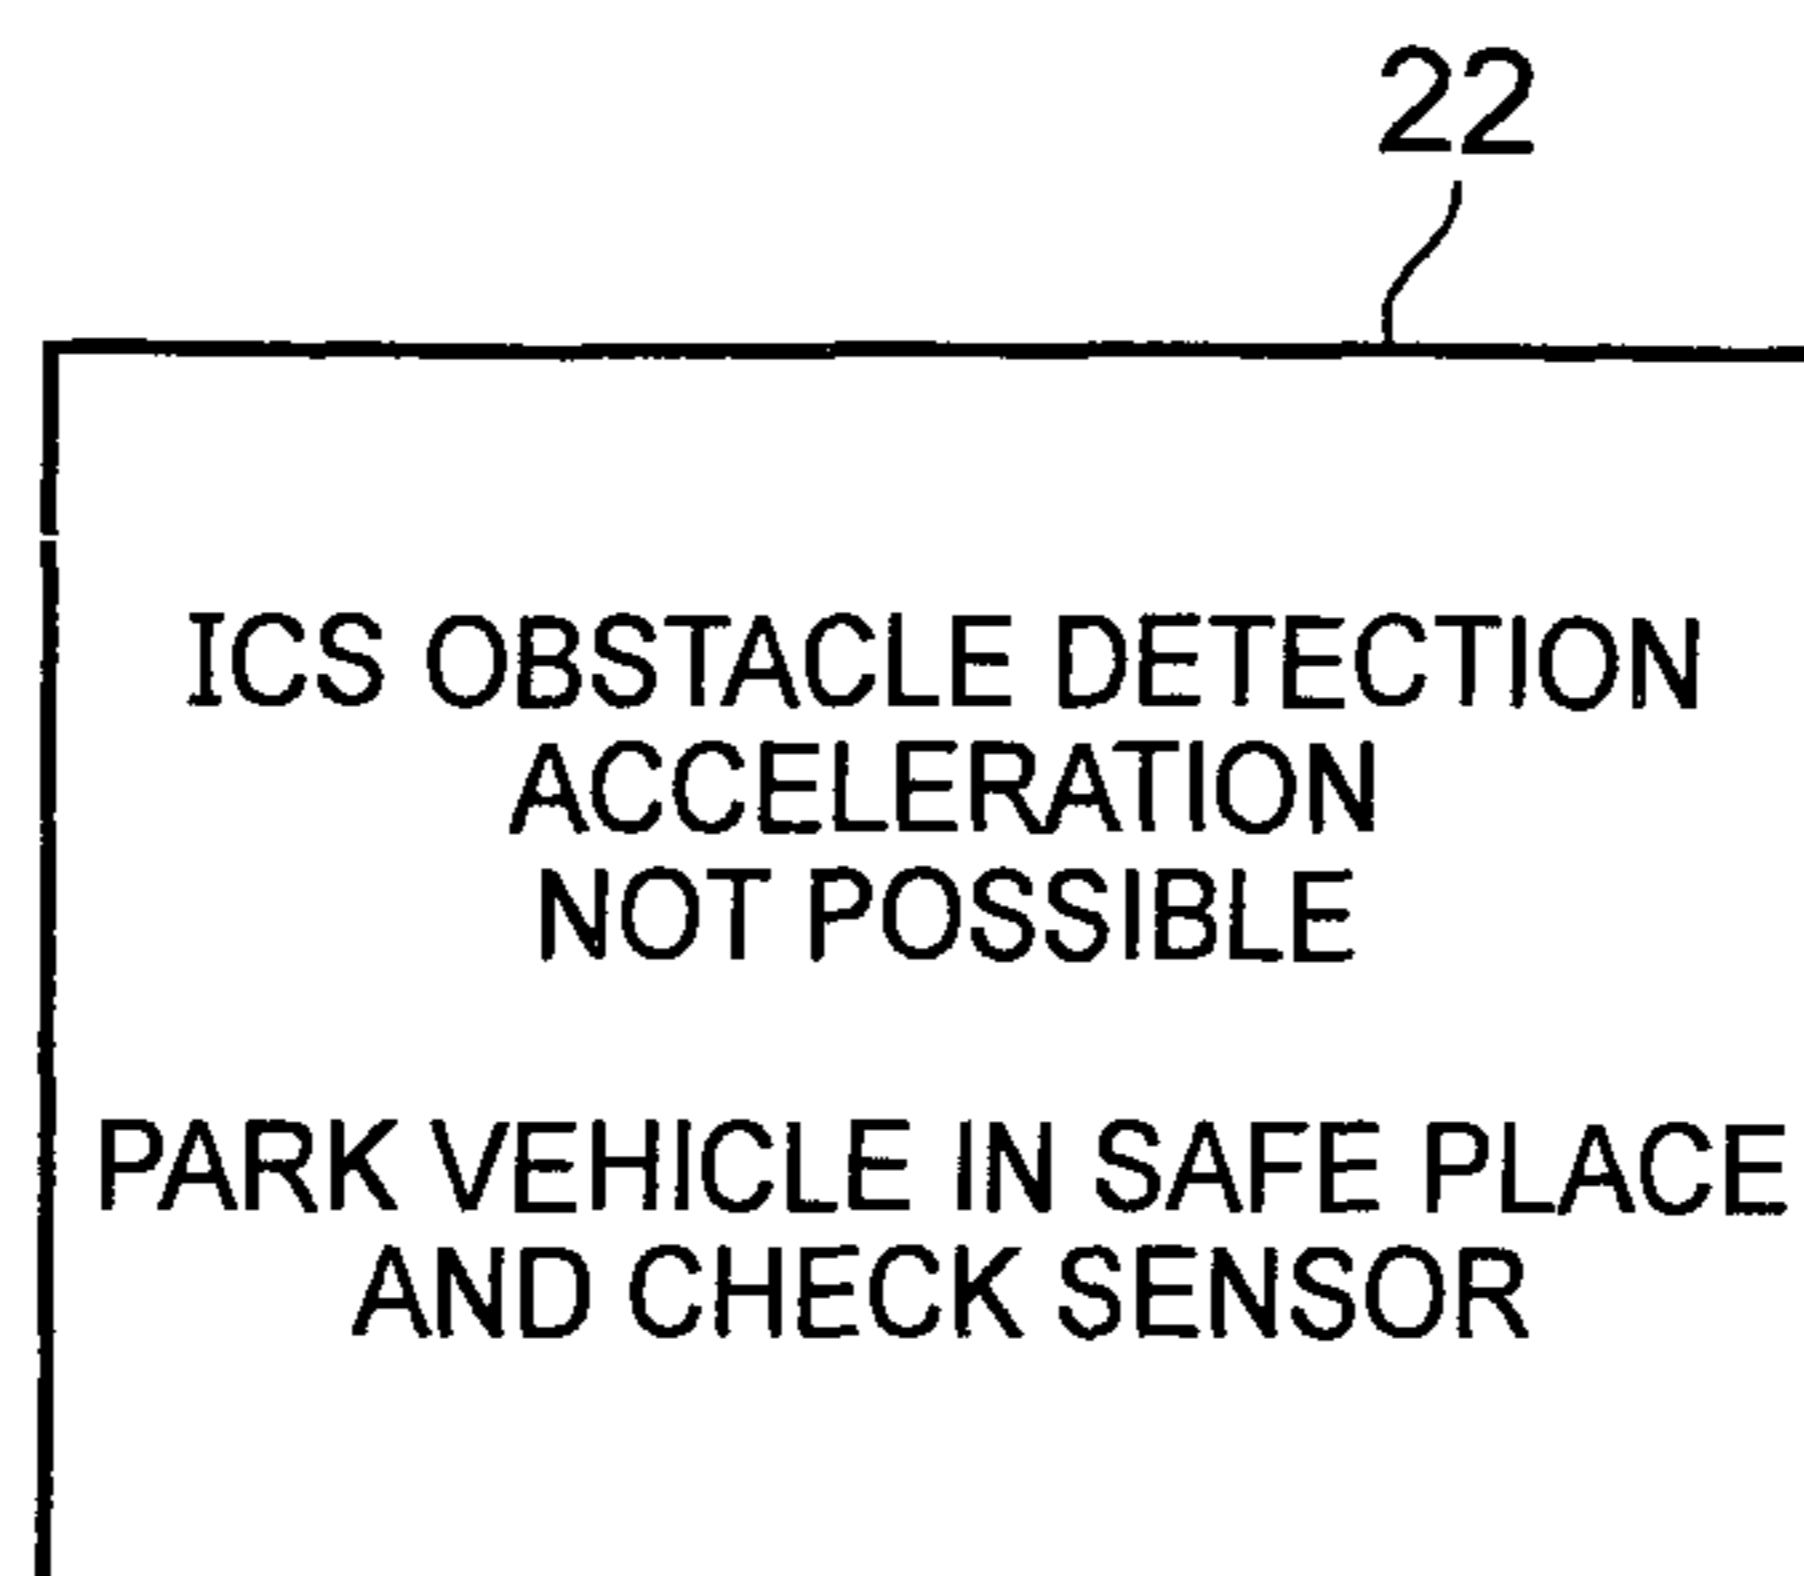 22
ICS OBSTACLE DETECTION
ACCELERATION
NOT POSSIBLE
PARK VEHICLE IN SAFE PLACE
AND CHECK SENSOR